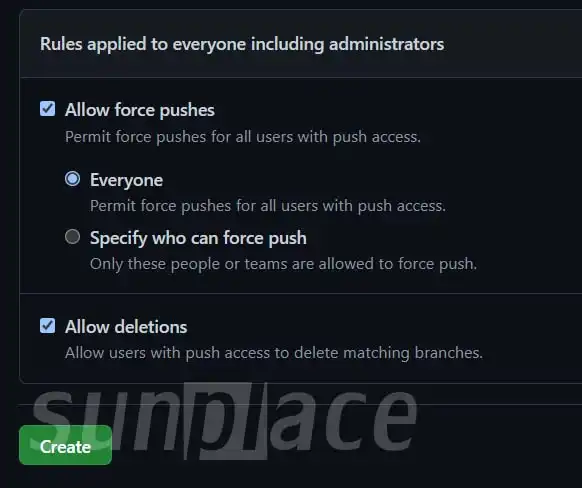 Rules applied to everyone including administrators
Allow force pushes
Permit force pushes for all users with push access.
Everyone
Permit force pushes for all users with push access.
Specify who can force push
Only these people or teams are allowed to force push.
Allow deletions
Allow users with push access to delete matching branches.
sunplace
Create